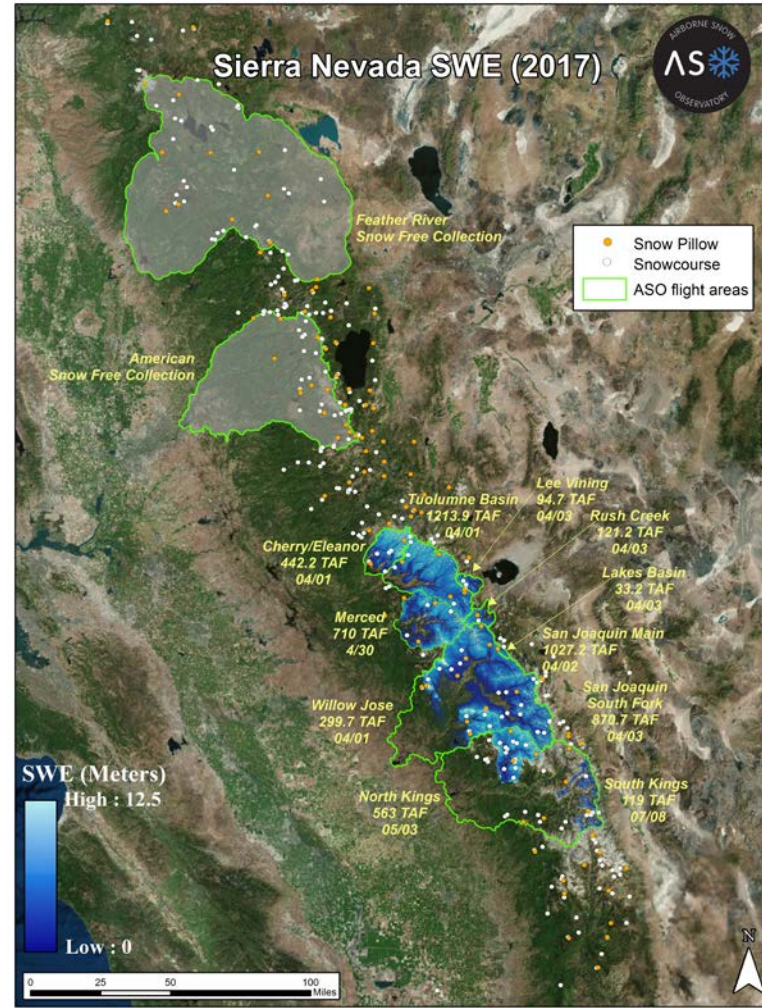 Sierra Nevada SWE (2017)
AIRBORNE SNOW
ASO
OBSERVATORY
Feather River
Snow Free Collection
Snow Pillow
Snowcourse
ASO flight areas
American
Snow Free Collection
Tuolumne Basin
1213.9 TAF
04/01
Lee Vining
94.7 TAF
04/03
Rush Creek
121.2 TAF
04/03
Cherry/Eleanor
442.2 TAF
04/01
Lakes Basin
33.2 TAF
04/03
Merced
710 TAF
4/30
San Joaquin Main
1027.2 TAF
04/02
Willow Jose
299.7 TAF
04/01
San Joaquin
South Fork
870.7 TAF
04/03
North Kings
563 TAF
05/03
South Kings
119 TAF
07/08
SWE (Meters)
High : 12.5
Low : 0
0 25 50 100
Miles
N